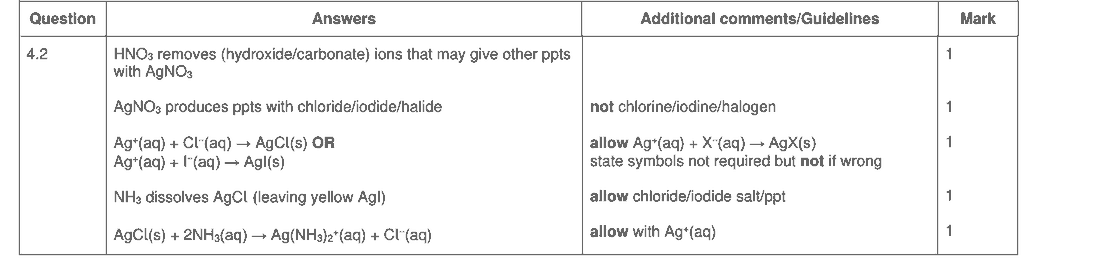 Question Answers Additional comments/Guidelines Mark
4.2 HNO₃ removes (hydroxide/carbonate) ions that may give other ppts 1
with AgNO₃
AgNO₃ produces ppts with chloride/iodide/halide not chlorine/iodine/halogen 1
Ag⁺(aq) + Cl⁻(aq) → AgCl(s) OR allow Ag⁺(aq) + X⁻(aq) → AgX(s) 1
Ag⁺(aq) + I⁻(aq) → AgI(s) state symbols not required but not if wrong
NH₃ dissolves AgCl (leaving yellow AgI) allow chloride/iodide salt/ppt 1
AgCl(s) + 2NH₃(aq) → Ag(NH₃)₂⁺(aq) + Cl⁻(aq) allow with Ag⁺(aq) 1